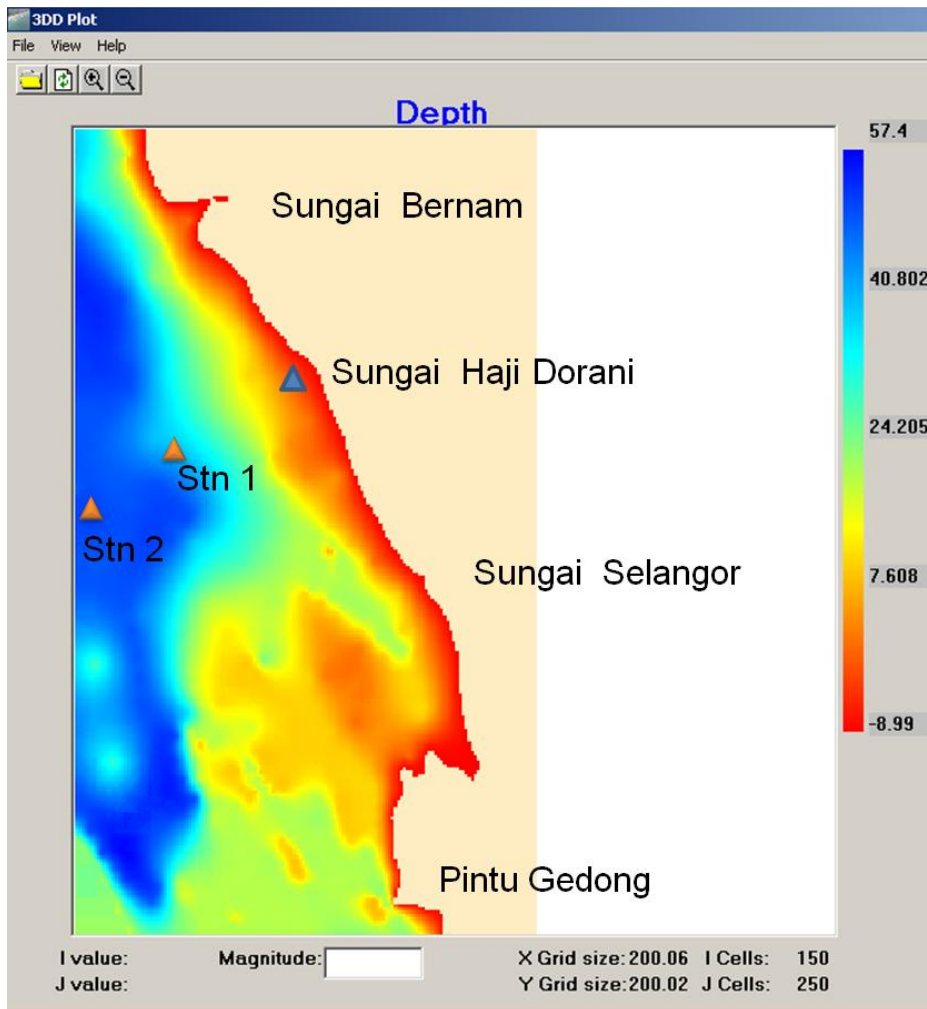 3DD Plot
File View Help
Depth
57.4
Sungai Bernam
40.802
Sungai Haji Dorani
24.205
Stn 1
Stn 2
Sungai Selangor
7.608
-8.99
Pintu Gedong
I value: Magnitude: X Grid size: 200.06 I Cells: 150
J value: Y Grid size: 200.02 J Cells: 250